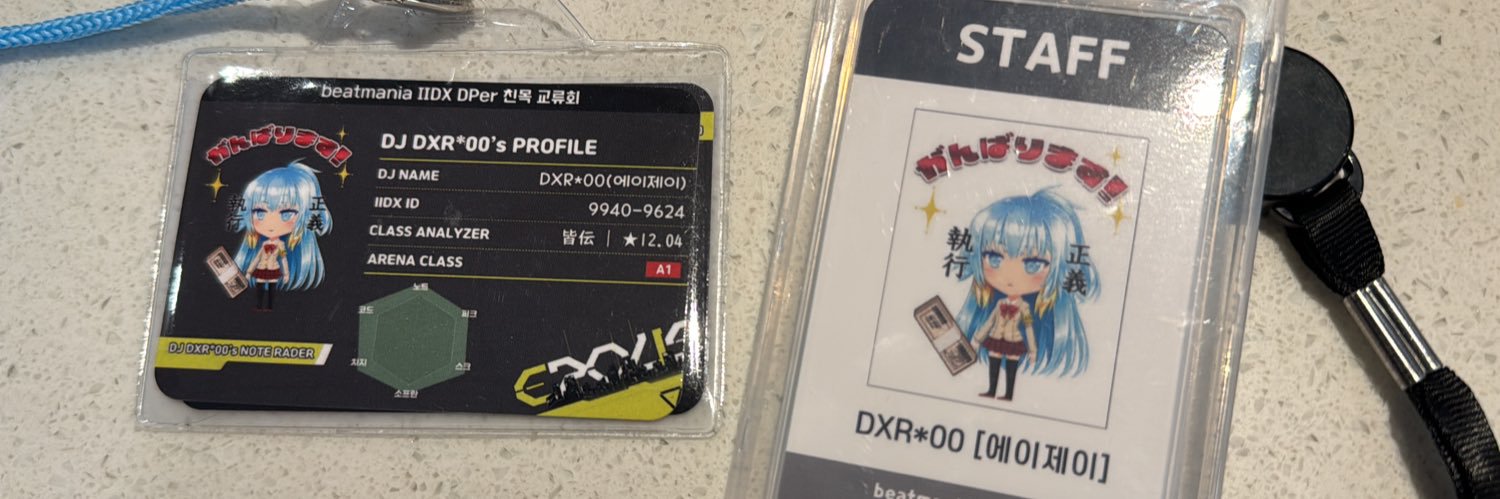 beatmania IIDX DPer 친목 교류회
がんばります!
執行
正義
DJ DXR*00's PROFILE
DJ NAME DXR*00(에이제이)
IIDX ID 9940-9624
CLASS ANALYZER 皆伝 | ★12.04
ARENA CLASS A1
노트
코드
퍼크
차지
스크
소프란
DJ DXR*00's NOTE RADER
STAFF
がんばります!
執行
正義
DXR*00 [에이제이]